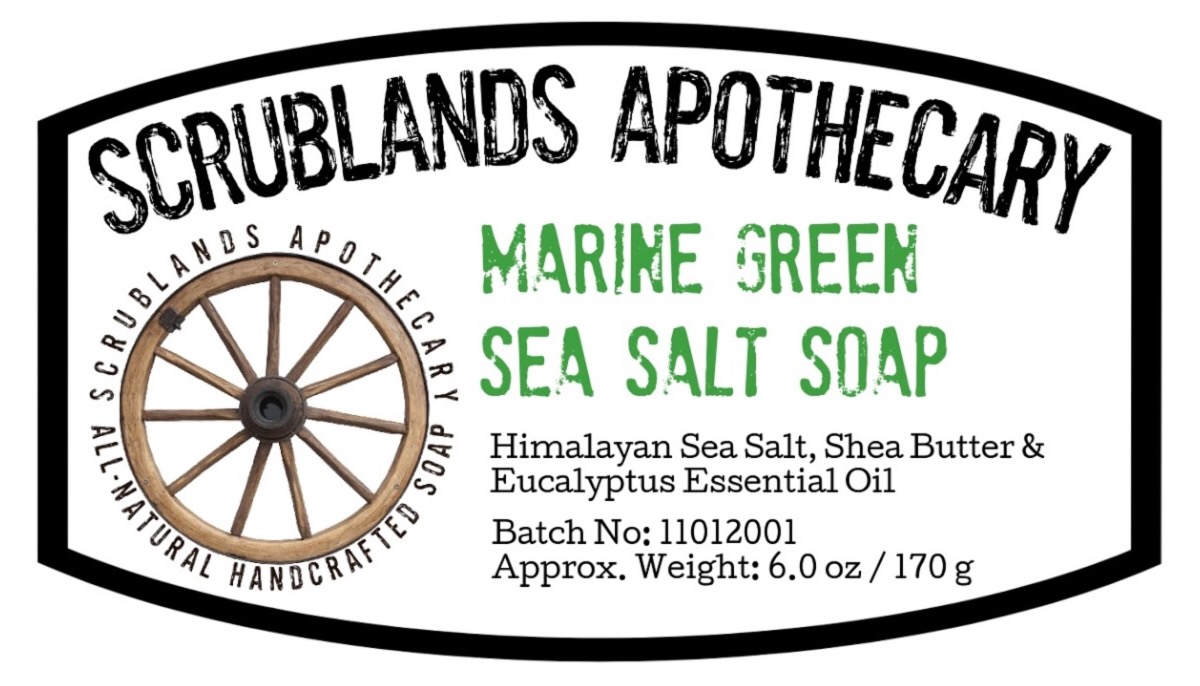 SCRUBLANDS APOTHECARY
SCRUBLANDS APOTHECARY
ALL-NATURAL HANDCRAFTED SOAP
MARINE GREEN
SEA SALT SOAP
Himalayan Sea Salt, Shea Butter &
Eucalyptus Essential Oil
Batch No: 11012001
Approx. Weight: 6.0 oz / 170 g